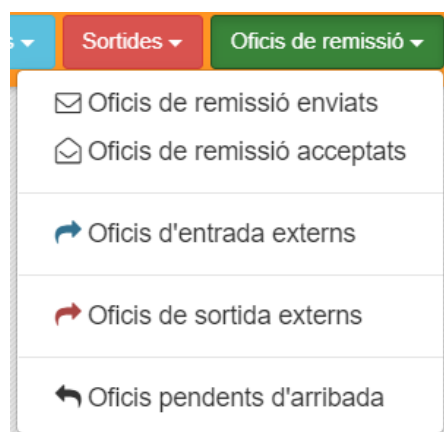 Sortides
Oficis de remissió
Oficis de remissió enviats
Oficis de remissió acceptats
Oficis d'entrada externs
Oficis de sortida externs
Oficis pendents d'arribada